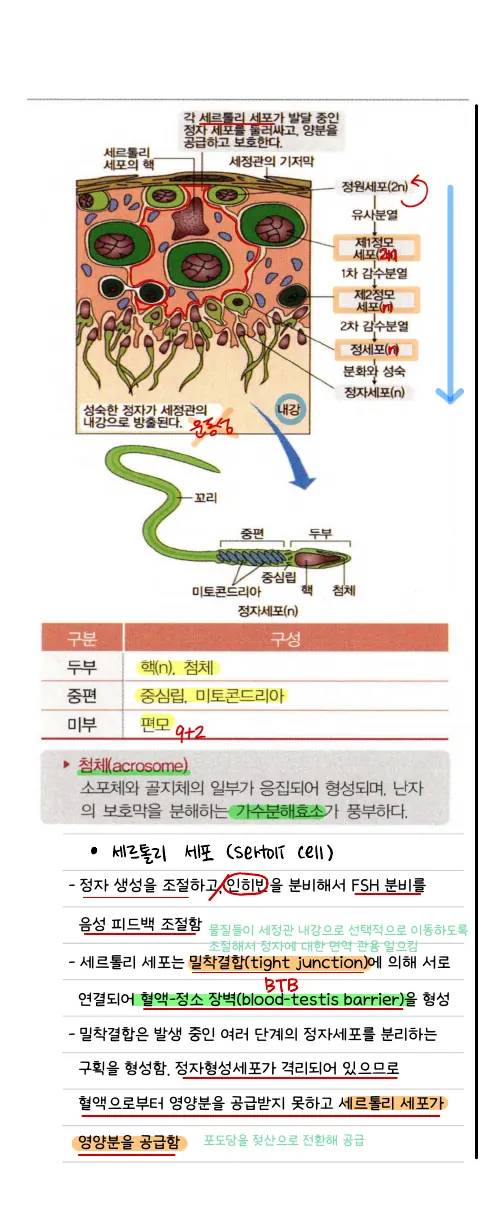 각 세르톨리 세포가 발달 중인
정자 세포를 둘러싸고, 양분을
공급하고 보호한다.
세르톨리
세포의 핵
세정관의 기저막
정원세포(2n)
유사분열
제1정모
세포(2n)
1차 감수분열
제2정모
세포(n)
2차 감수분열
정세포(n)
분화와 성숙
정자세포(n)
성숙한 정자가 세정관의
내강으로 방출된다.
운동성
내강
꼬리
중편
두부
중심립
미토콘드리아
핵
첨체
정자세포(n)
구분 구성
두부 핵(n), 첨체
중편 중심립, 미토콘드리아
미부 편모
9+2
▶ 첨체(acrosome)
소포체와 골지체의 일부가 응집되어 형성되며, 난자
의 보호막을 분해하는 가수분해효소가 풍부하다.
• 세르톨리 세포 (sertoli cell)
- 정자 생성을 조절하고, 인히빈을 분비해서 FSH 분비를
음성 피드백 조절함
물질들이 세정관 내강으로 선택적으로 이동하도록
조절해서 정자에 대한 면역 관용 일으킴
- 세르톨리 세포는 밀착결합(tight junction)에 의해 서로
BTB
연결되어 혈액-정소 장벽(blood-testis barrier)을 형성
- 밀착결합은 발생 중인 여러 단계의 정자세포를 분리하는
구획을 형성함, 정자형성세포가 격리되어 있으므로
혈액으로부터 영양분을 공급받지 못하고 세르톨리 세포가
영양분을 공급함
포도당을 젖산으로 전환해 공급